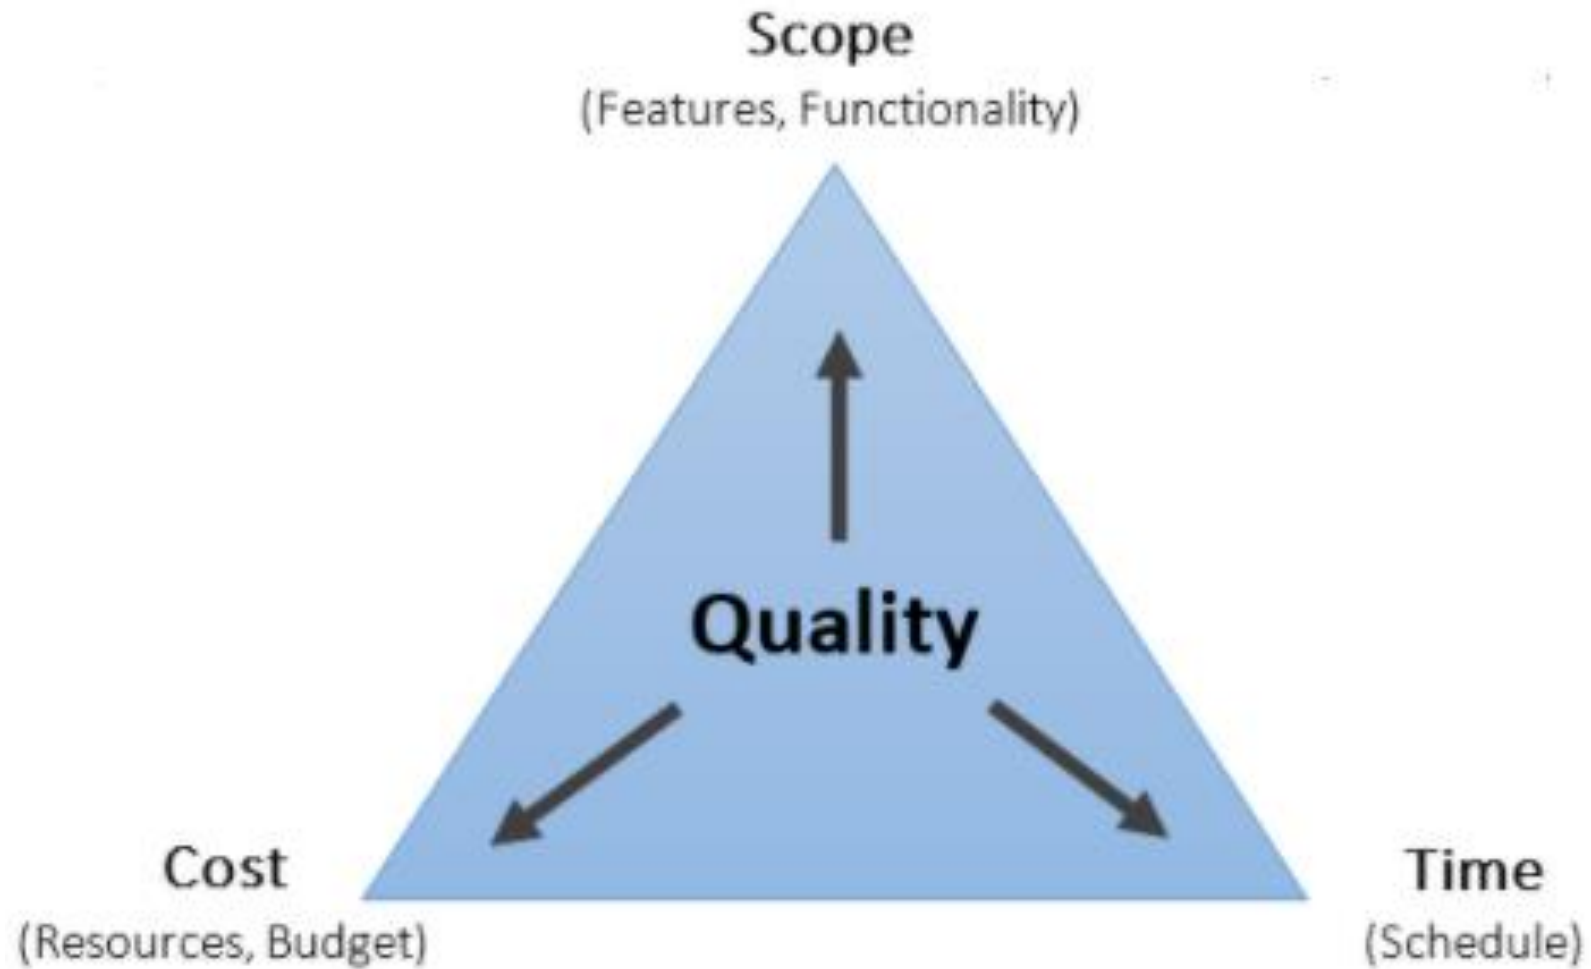 Scope
(Features, Functionality)
Quality
Cost
(Resources, Budget)
Time
(Schedule)